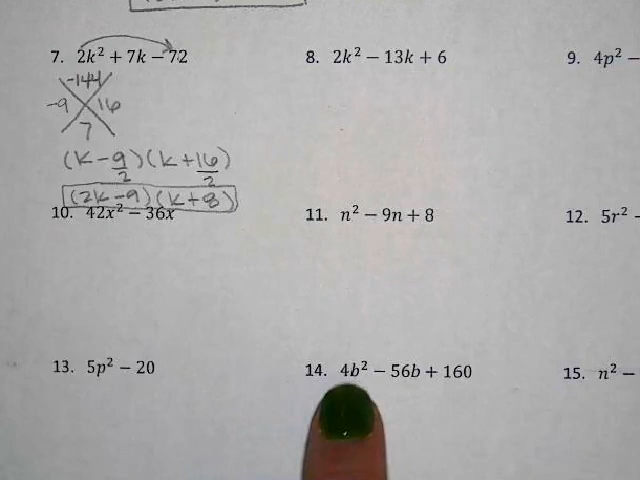 7. 2k² + 7k − 72
8. 2k² − 13k + 6
9. 4p² −
-144
-9 16
7
(k - 9/2)(k + 16/2)
(2k - 9)(k + 8)
10. 42x² − 36x
11. n² − 9n + 8
12. 5r² -
13. 5p² − 20
14. 4b² − 56b + 160
15. n² −